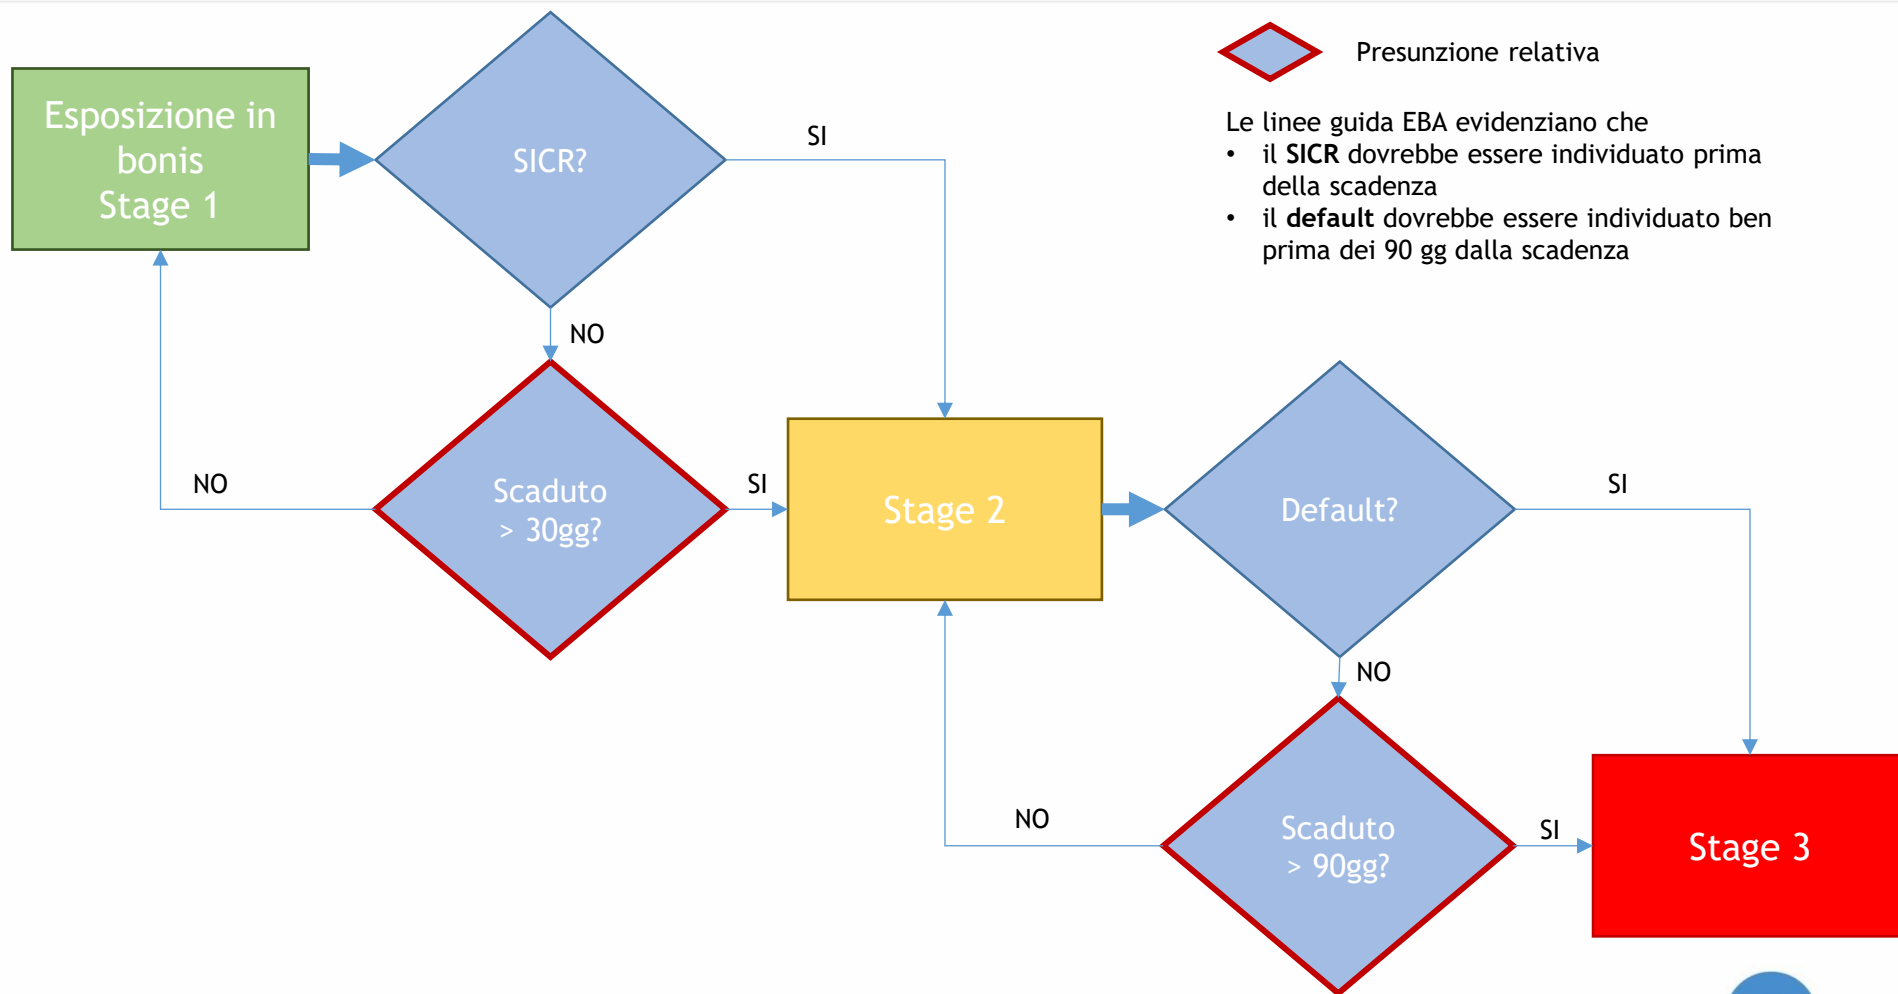 Esposizione in
bonis
Stage 1
SICR?
SI
NO
Presunzione relativa
Le linee guida EBA evidenziano che
• il SICR dovrebbe essere individuato prima
della scadenza
• il default dovrebbe essere individuato ben
prima dei 90 gg dalla scadenza
NO
Scaduto
> 30gg?
SI
Stage 2
Default?
SI
NO
NO
Scaduto
> 90gg?
SI
Stage 3